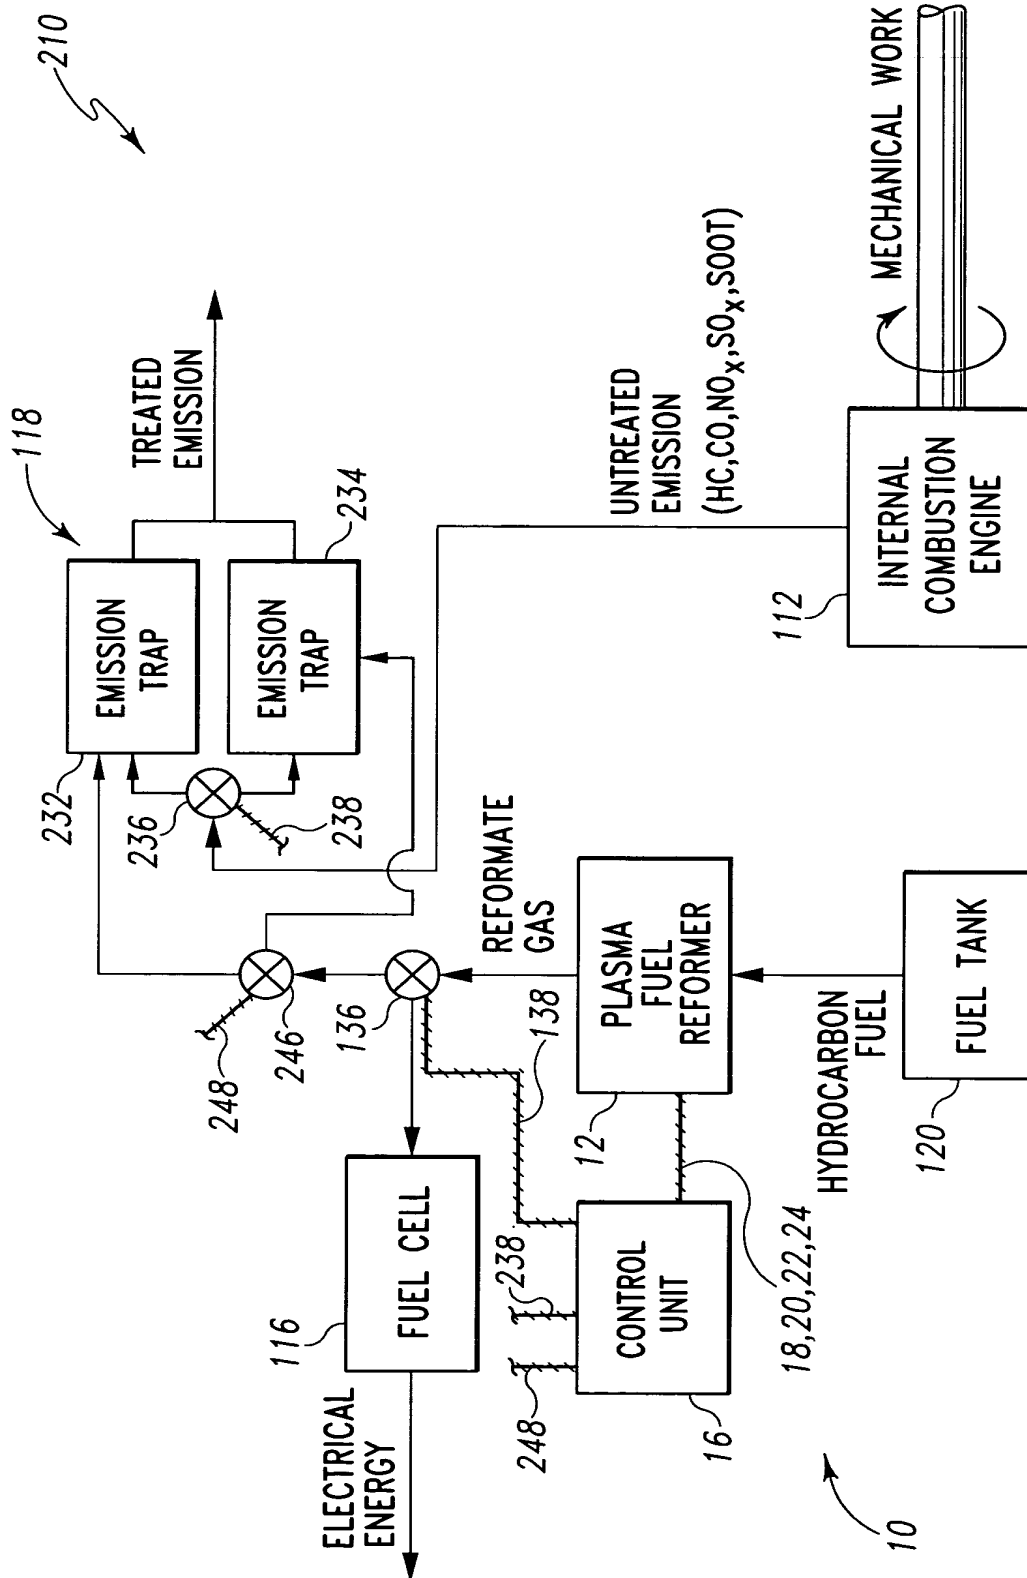 210
118
TREATED
EMISSION
234
EMISSION
TRAP
EMISSION
TRAP
232
236
238
UNTREATED
EMISSION
(HC,CO,NOX,SOX,SOOT)
MECHANICAL WORK
INTERNAL
COMBUSTION
ENGINE
112
248
246
136
REFORMATE
GAS
138
PLASMA
FUEL
REFORMER
12
HYDROCARBON
FUEL
FUEL TANK
120
116
FUEL CELL
ELECTRICAL
ENERGY
238
248
CONTROL
UNIT
16
18,20,22,24
10